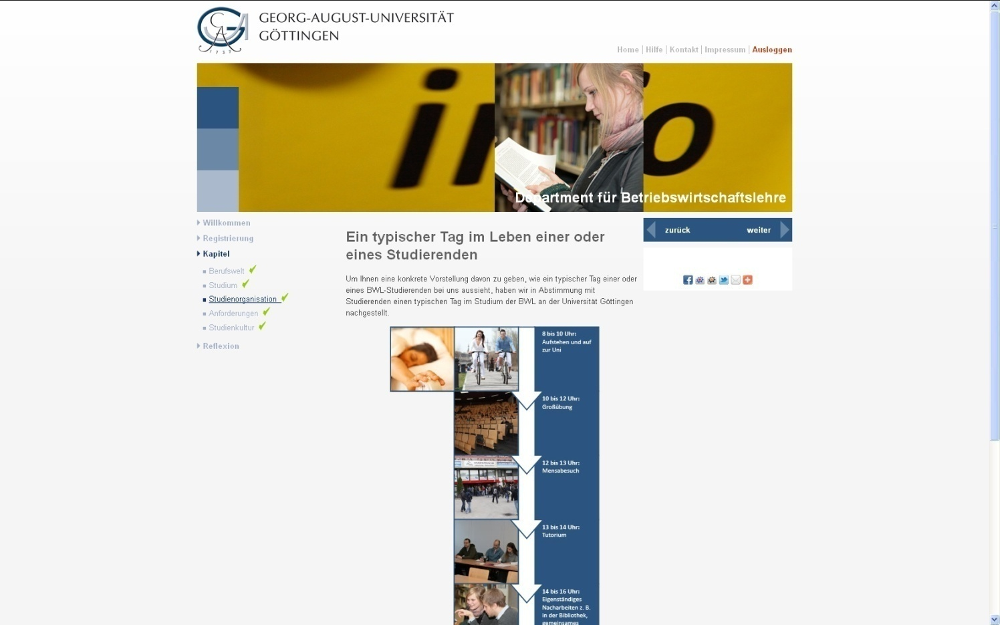 GEORG-AUGUST-UNIVERSITÄT
GÖTTINGEN
1737
Home | Hilfe | Kontakt | Impressum | Ausloggen
info
Department für Betriebswirtschaftslehre
Willkommen
Registrierung
Kapitel
Berufswelt
Studium
Studienorganisation
Anforderungen
Studienkultur
Reflexion
Ein typischer Tag im Leben einer oder
eines Studierenden
Um Ihnen eine konkrete Vorstellung davon zu geben, wie ein typischer Tag einer oder
eines BWL-Studierenden bei uns aussieht, haben wir in Abstimmung mit
Studierenden einen typischen Tag im Studium der BWL an der Universität Göttingen
nachgestellt.
zurück
weiter
8 bis 10 Uhr:
Aufstehen und auf
zur Uni
10 bis 12 Uhr:
Großübung
12 bis 13 Uhr:
Mensabesuch
13 bis 14 Uhr:
Tutorium
14 bis 16 Uhr:
Eigenständiges
Nacharbeiten z. B.
in der Bibliothek,
gemeinsames